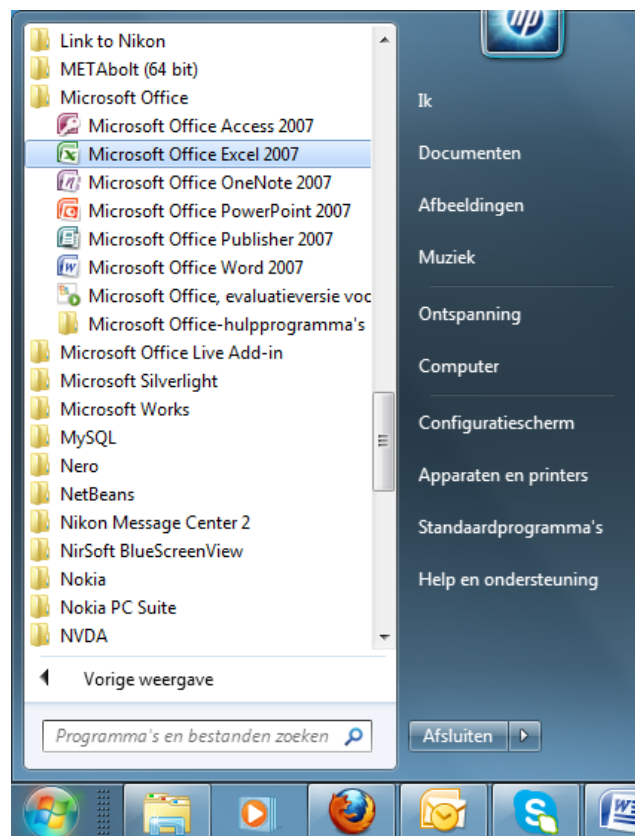 Link to Nikon
METAbolt (64 bit)
Microsoft Office
Microsoft Office Access 2007
Microsoft Office Excel 2007
Microsoft Office OneNote 2007
Microsoft Office PowerPoint 2007
Microsoft Office Publisher 2007
Microsoft Office Word 2007
Microsoft Office, evaluatieversie voc
Microsoft Office-hulpprogramma's
Microsoft Office Live Add-in
Microsoft Silverlight
Microsoft Works
MySQL
Nero
NetBeans
Nikon Message Center 2
NirSoft BlueScreenView
Nokia
Nokia PC Suite
NVDA
Vorige weergave
Programma's en bestanden zoeken
hp
Ik
Documenten
Afbeeldingen
Muziek
Ontspanning
Computer
Configuratiescherm
Apparaten en printers
Standaardprogramma's
Help en ondersteuning
Afsluiten